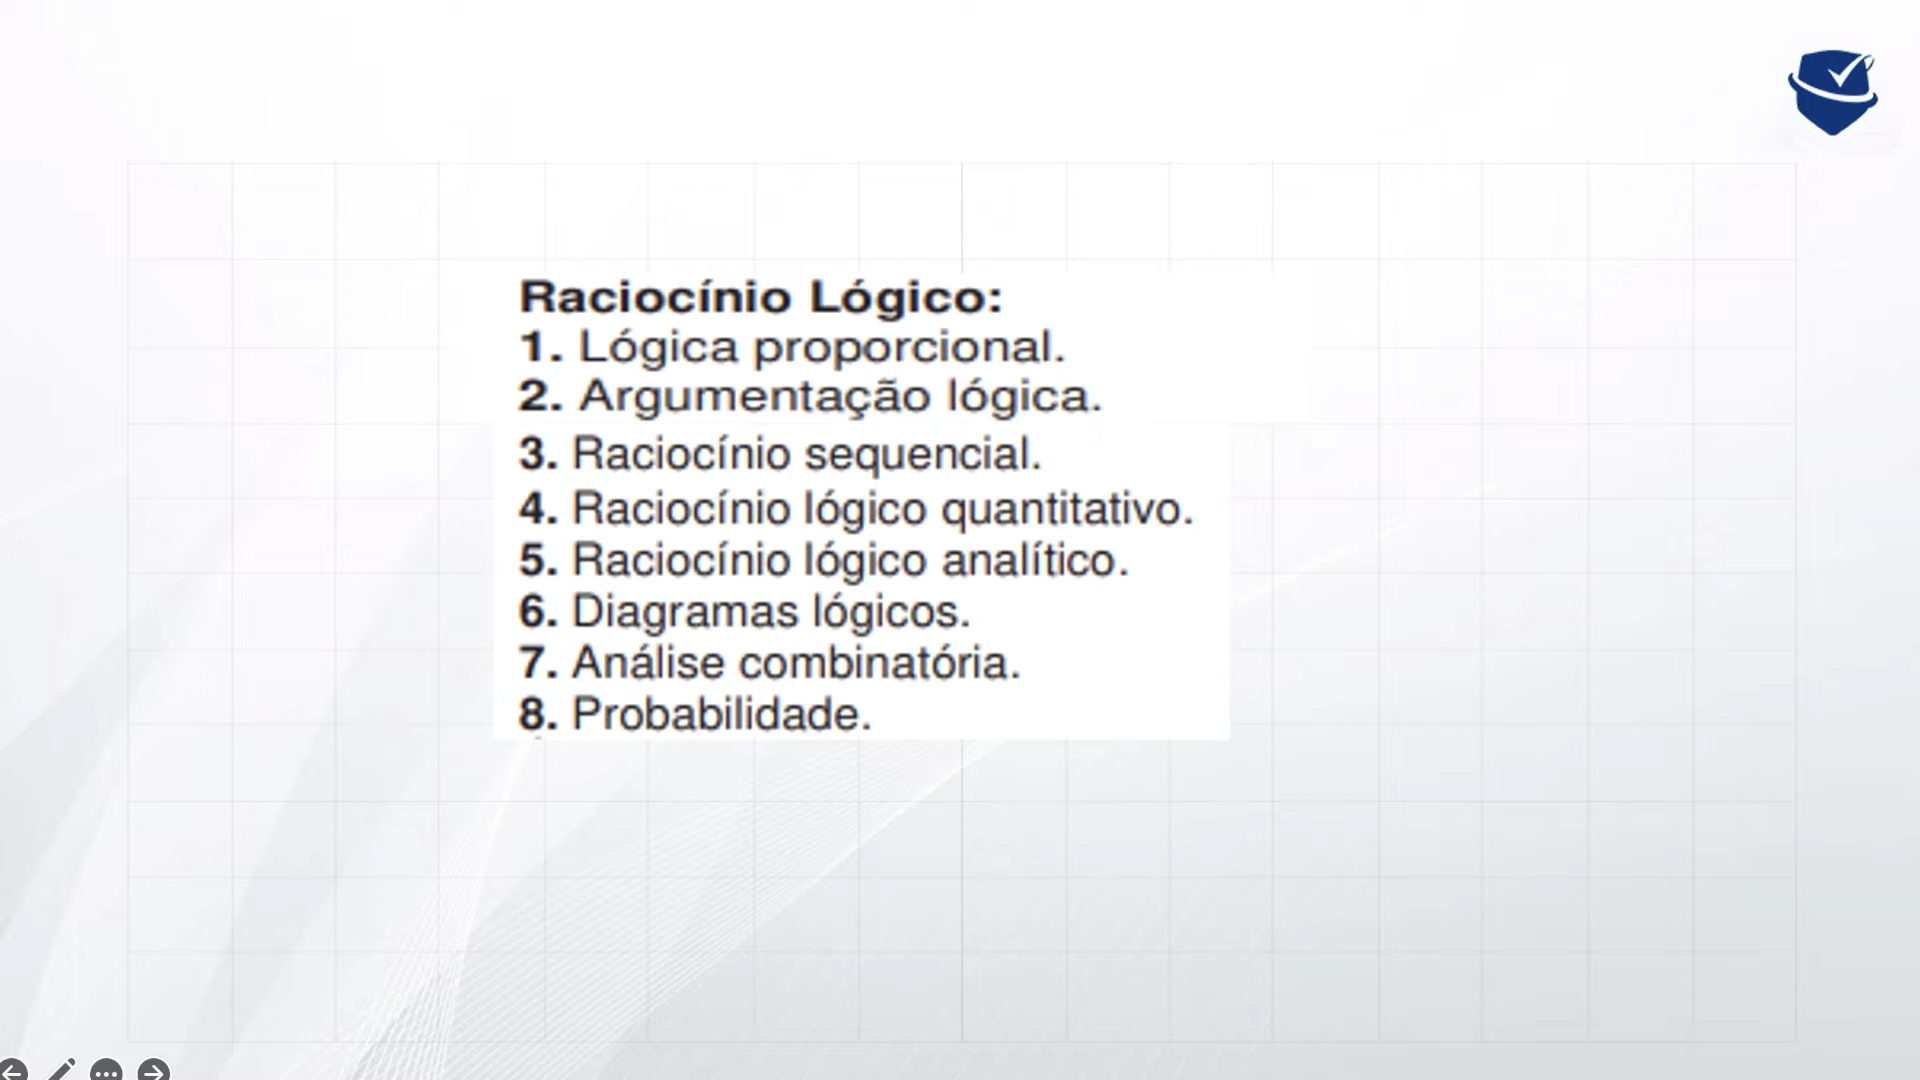 Raciocínio Lógico:
1. Lógica proporcional.
2. Argumentação lógica.
3. Raciocínio sequencial.
4. Raciocínio lógico quantitativo.
5. Raciocínio lógico analítico.
6. Diagramas lógicos.
7. Análise combinatória.
8. Probabilidade.